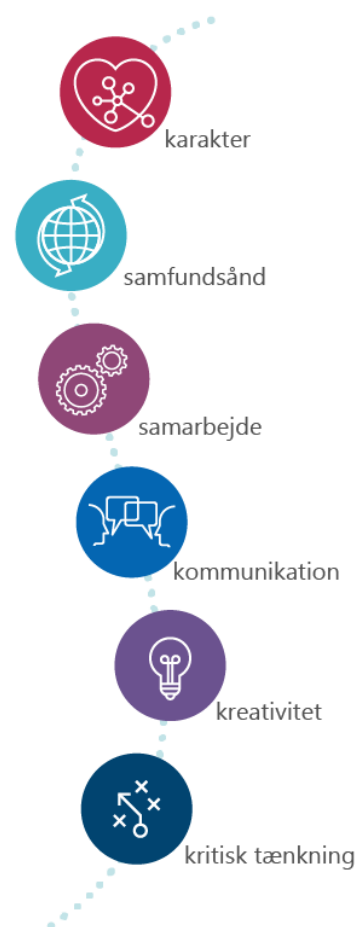 karakter
samfundsånd
samarbejde
kommunikation
kreativitet
kritisk tænkning